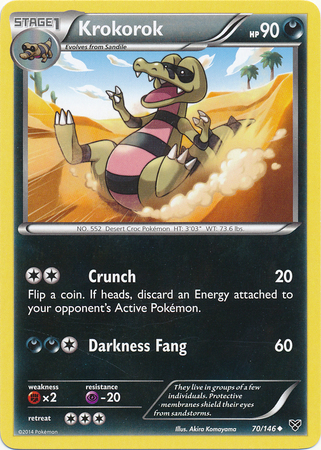 STAGE1
Krokorok
HP 90
Evolves from Sandile
NO. 552 Desert Croc Pokémon HT: 3'03" WT: 73.6 lbs.
Crunch 20
Flip a coin. If heads, discard an Energy attached to
your opponent's Active Pokémon.
Darkness Fang 60
weakness
×2
resistance
-20
retreat
They live in groups of a few
individuals. Protective
membranes shield their eyes
from sandstorms.
Illus. Akira Komayama
70/146
©2014 Pokémon